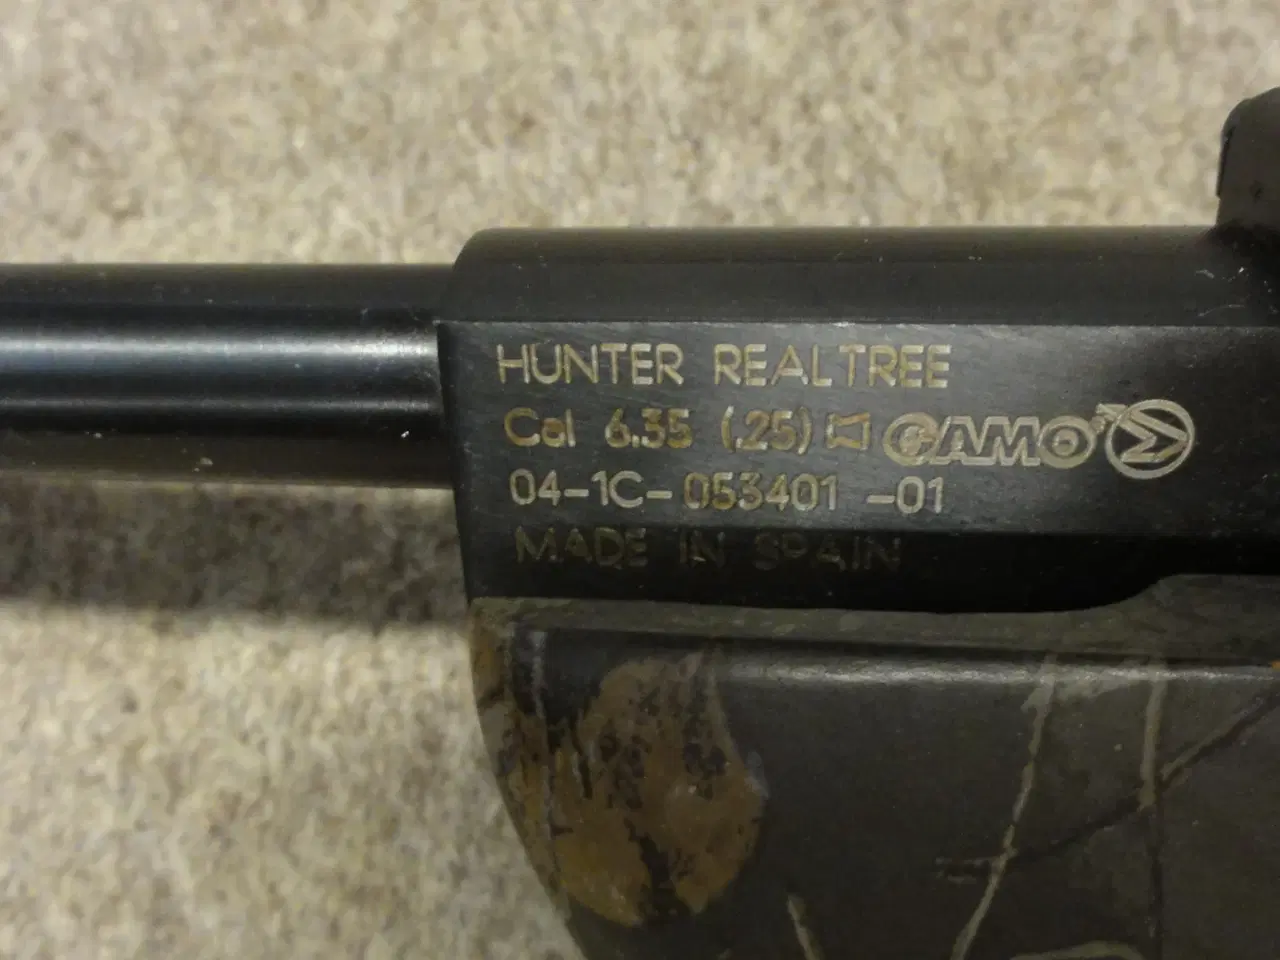 HUNTER REALTREE
Cal 6.35 (.25) GAMO
04-1C-053401 -01
MADE IN SPAIN